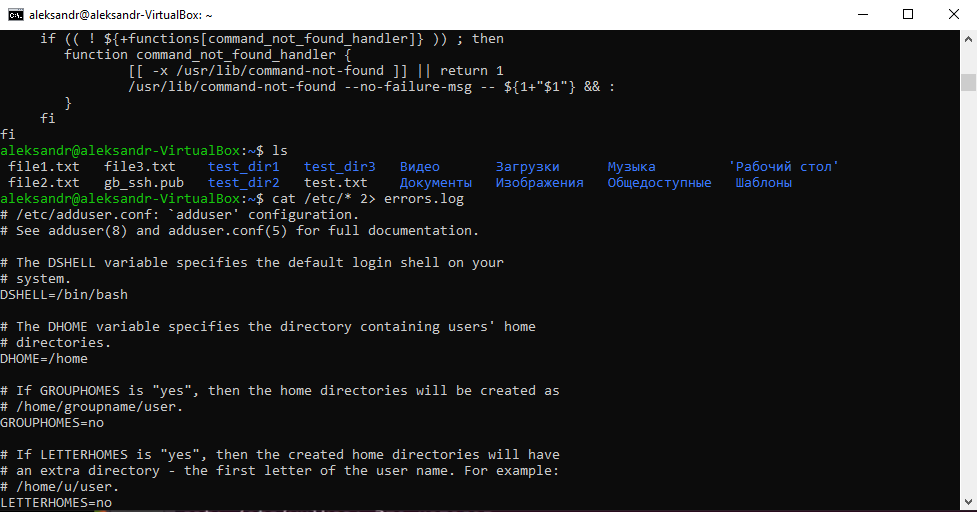 aleksandr@aleksandr-VirtualBox: ~
if (( ! ${+functions[command_not_found_handler]} )) ; then
function command_not_found_handler {
[[ -x /usr/lib/command-not-found ]] || return 1
/usr/lib/command-not-found --no-failure-msg -- ${1+"$1"} && :
}
fi
fi
aleksandr@aleksandr-VirtualBox:~$ ls
file1.txt file3.txt test_dir1 test_dir3 Видео Загрузки Музыка 'Рабочий стол'
file2.txt gb_ssh.pub test_dir2 test.txt Документы Изображения Общедоступные Шаблоны
aleksandr@aleksandr-VirtualBox:~$ cat /etc/* 2> errors.log
# /etc/adduser.conf: `adduser' configuration.
# See adduser(8) and adduser.conf(5) for full documentation.
# The DSHELL variable specifies the default login shell on your
# system.
DSHELL=/bin/bash
# The DHOME variable specifies the directory containing users' home
# directories.
DHOME=/home
# If GROUPHOMES is "yes", then the home directories will be created as
# /home/groupname/user.
GROUPHOMES=no
# If LETTERHOMES is "yes", then the created home directories will have
# an extra directory - the first letter of the user name. For example:
# /home/u/user.
LETTERHOMES=no